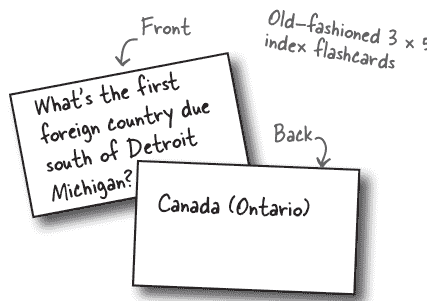 Front
Old-fashioned 3 x 5
index flashcards
What's the first
foreign country due
south of Detroit
Michigan?
Back
Canada (Ontario)